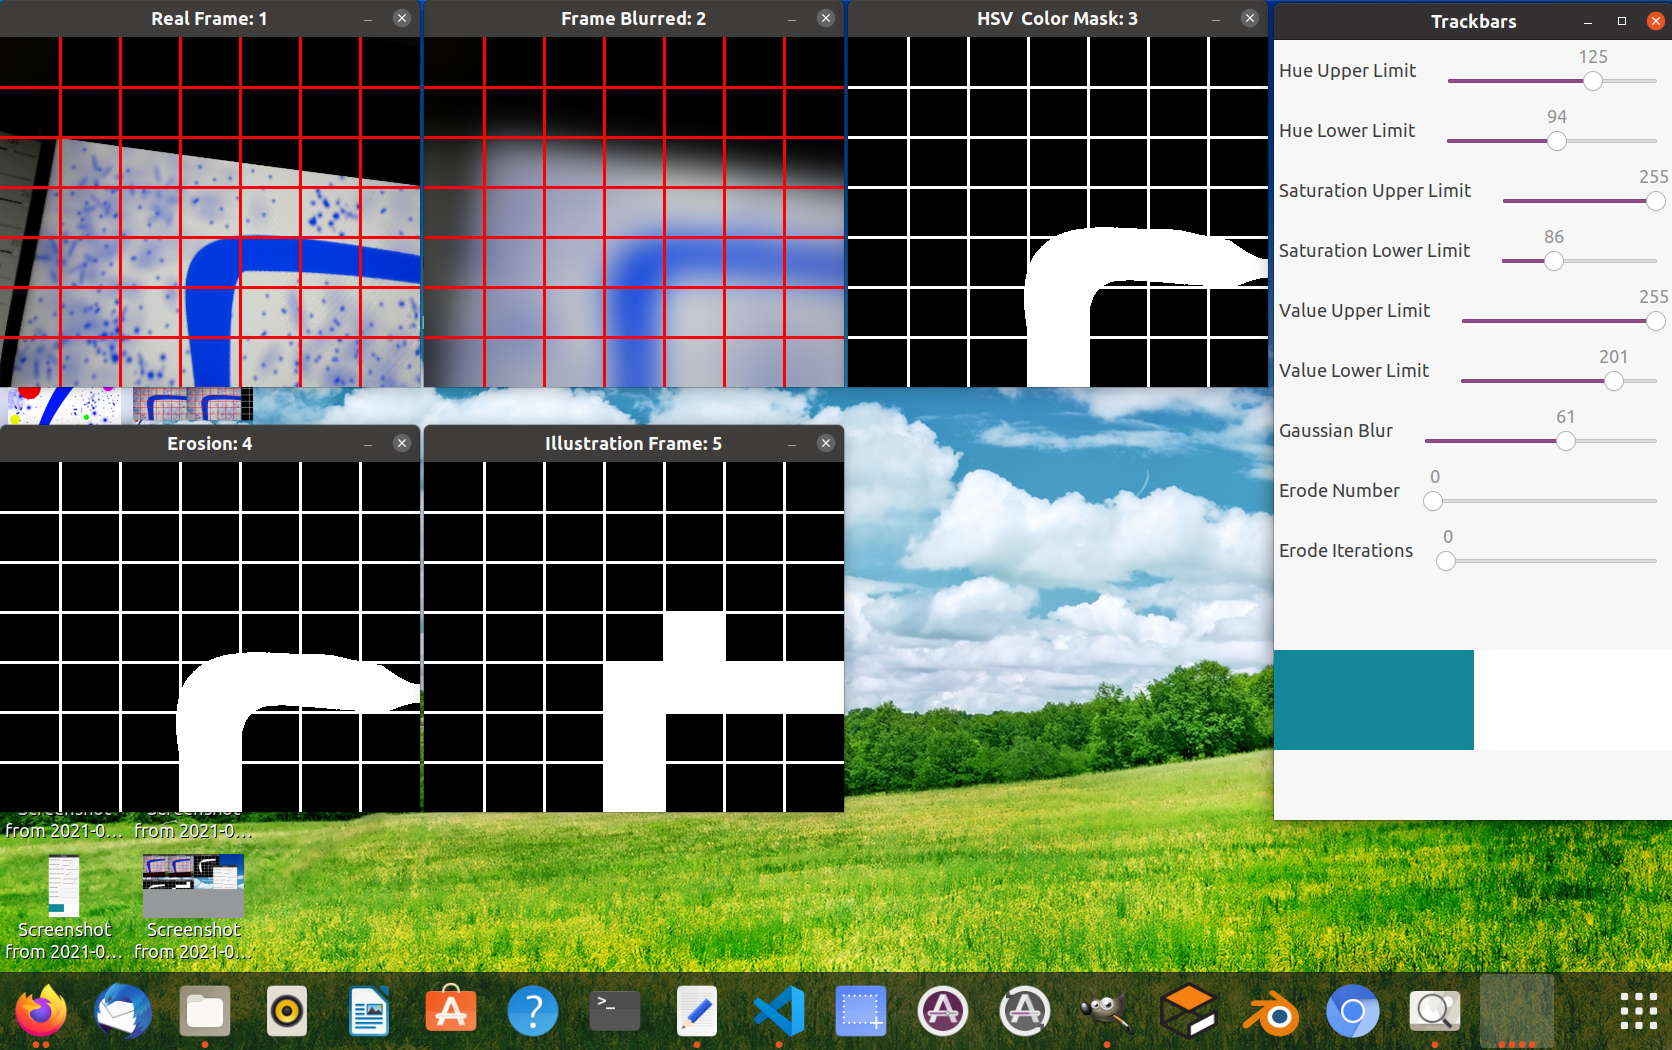 Real Frame: 1
Frame Blurred: 2
HSV Color Mask: 3
Trackbars
Hue Upper Limit
125
Hue Lower Limit
94
Saturation Upper Limit
255
Saturation Lower Limit
86
Value Upper Limit
255
Value Lower Limit
201
Gaussian Blur
61
Erode Number
0
Erode Iterations
0
Erosion: 4
Illustration Frame: 5
Screenshot
from 2021-0...
Screenshot
from 2021-0...
Screenshot
from 2021-0...
Screenshot
from 2021-0...